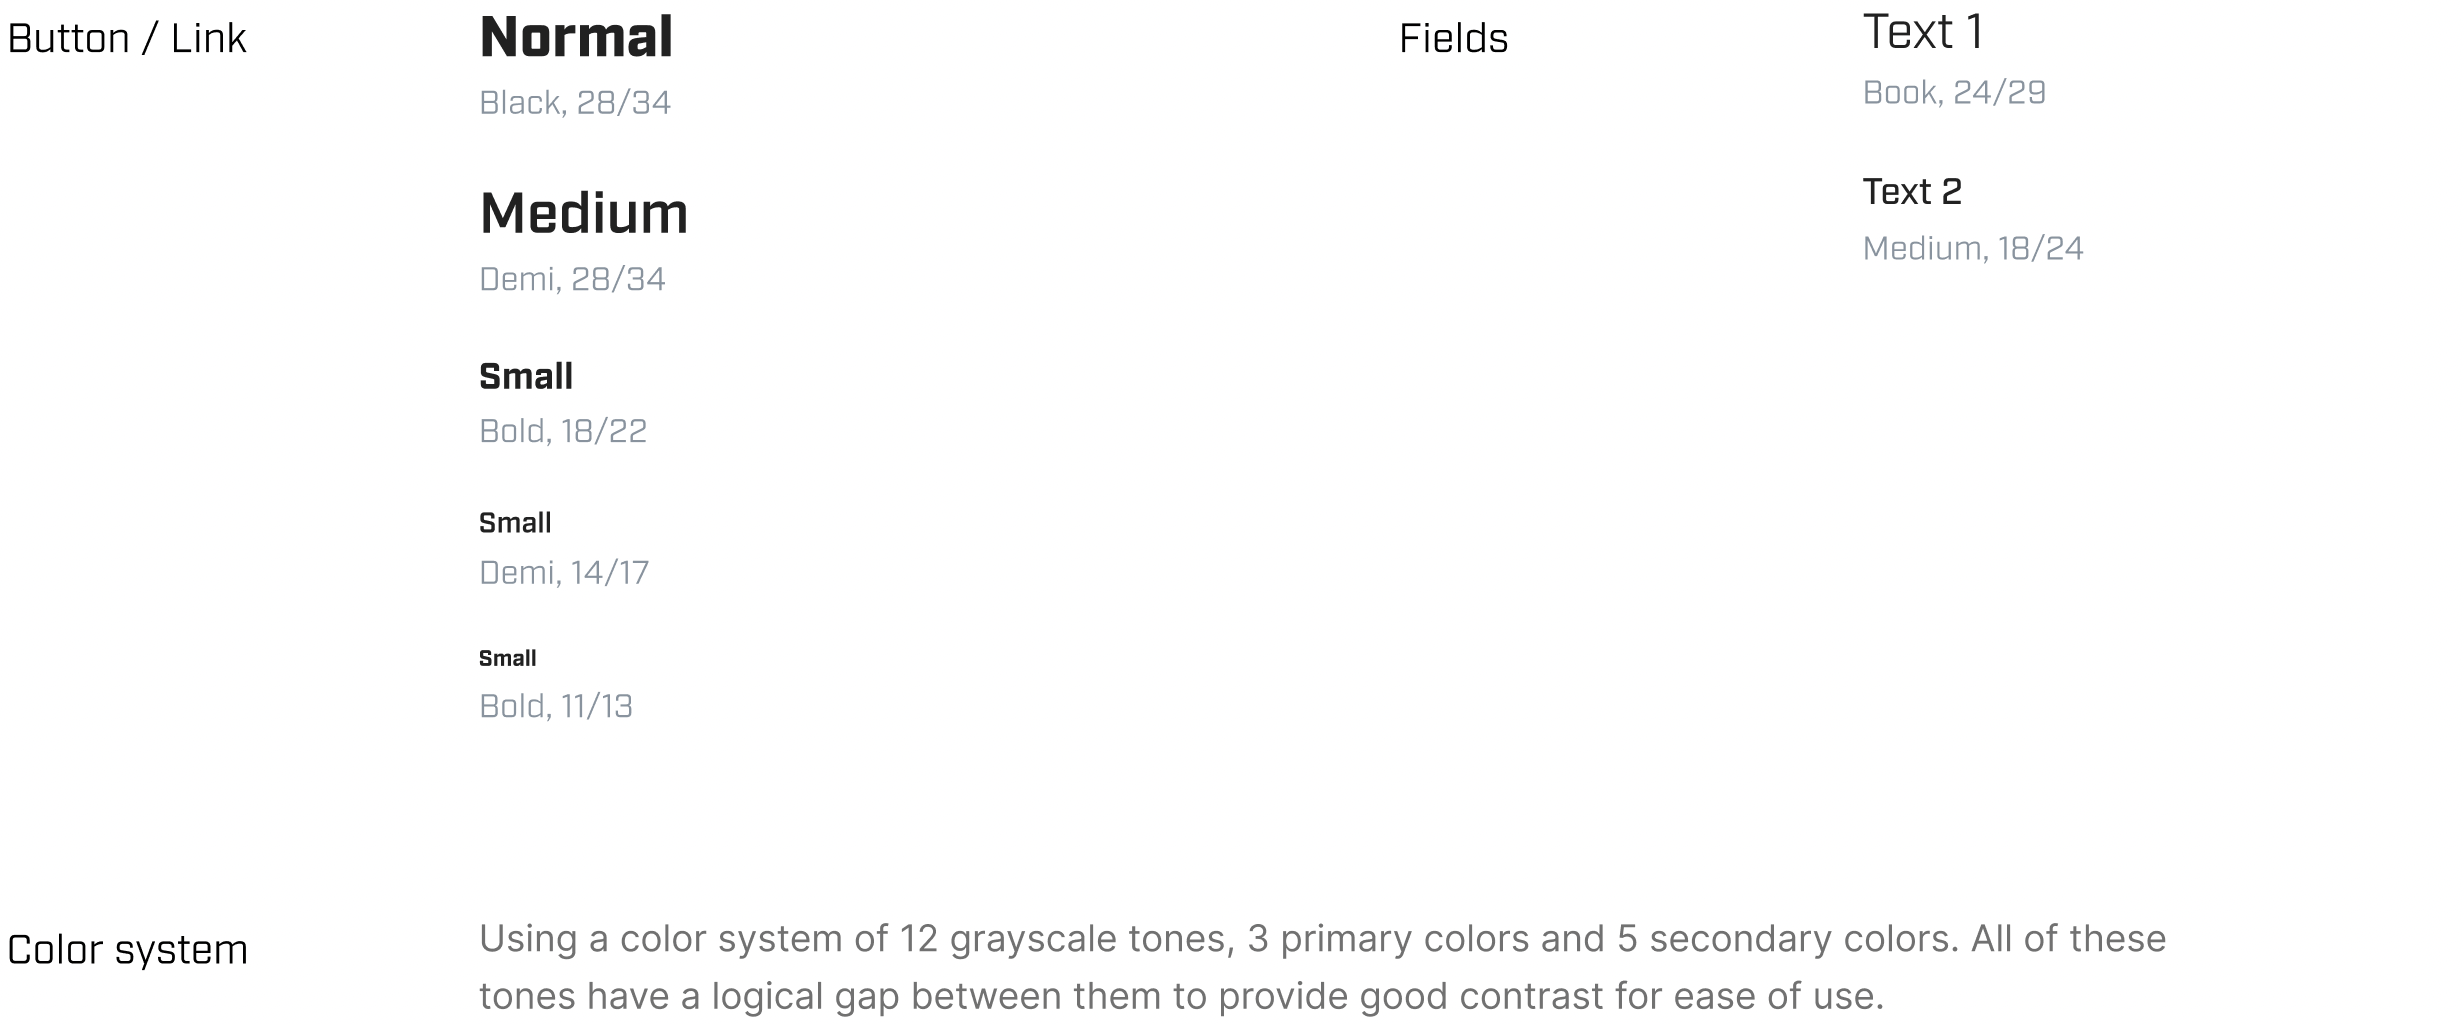 Button / Link
Normal
Black, 28/34
Medium
Demi, 28/34
Small
Bold, 18/22
Small
Demi, 14/17
Small
Bold, 11/13
Fields
Text 1
Book, 24/29
Text 2
Medium, 18/24
Color system
Using a color system of 12 grayscale tones, 3 primary colors and 5 secondary colors. All of these
tones have a logical gap between them to provide good contrast for ease of use.